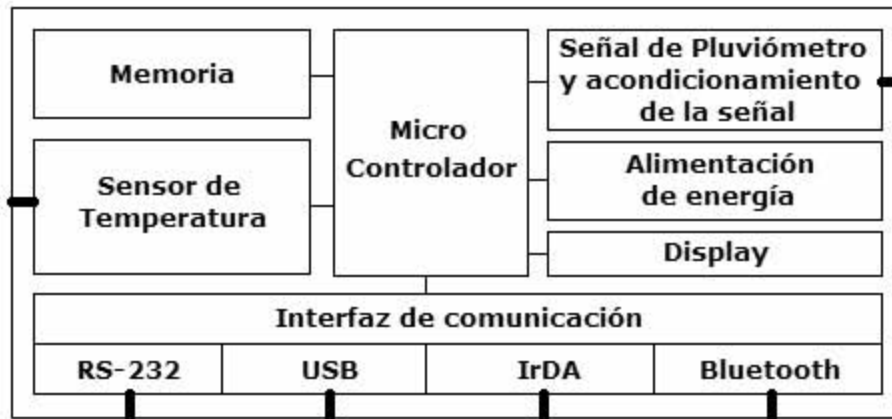 Memoria
Sensor de
Temperatura
Micro
Controlador
Señal de Pluviómetro
y acondicionamiento
de la señal
Alimentación
de energía
Display
Interfaz de comunicación
RS-232
USB
IrDA
Bluetooth